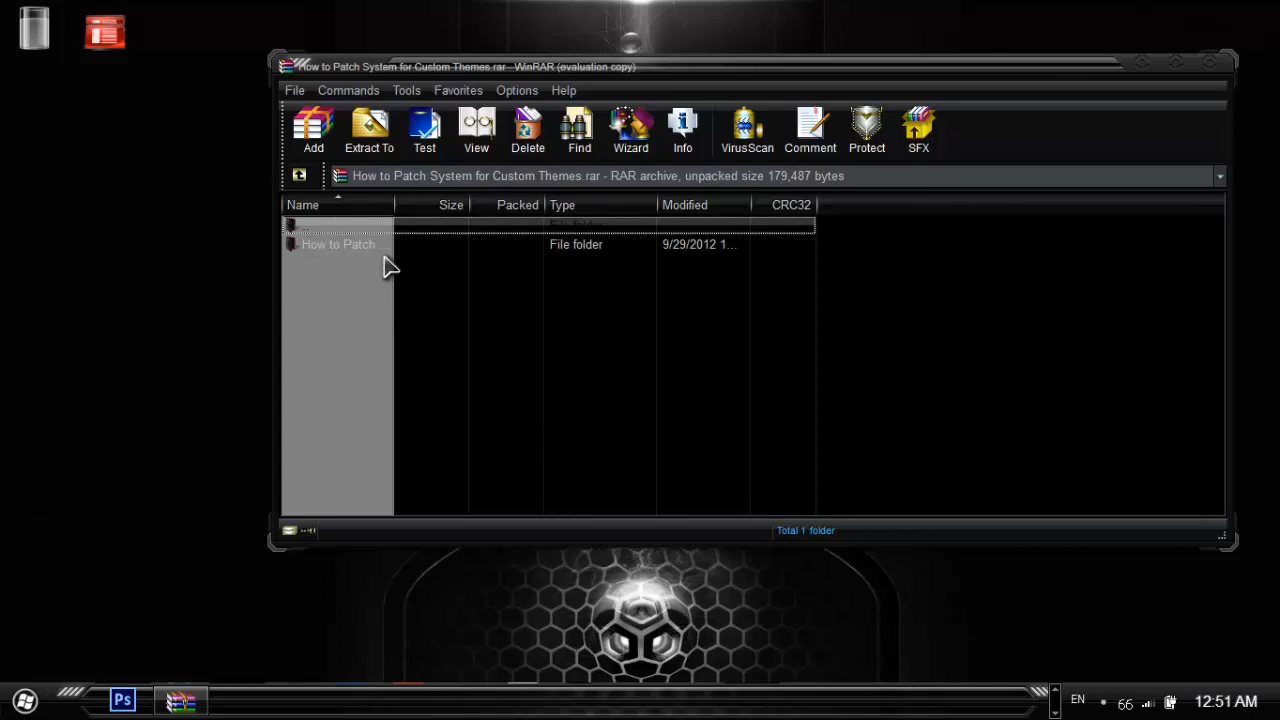 How to Patch System for Custom Themes.rar - WinRAR (evaluation copy)
File Commands Tools Favorites Options Help
Add Extract To Test View Delete Find Wizard Info VirusScan Comment Protect SFX
How to Patch System for Custom Themes.rar - RAR archive, unpacked size 179,487 bytes
Name Size Packed Type Modified CRC32
.. File folder
How to Patch ... File folder 9/29/2012 1...
Total 1 folder
Ps EN 66 12:51 AM